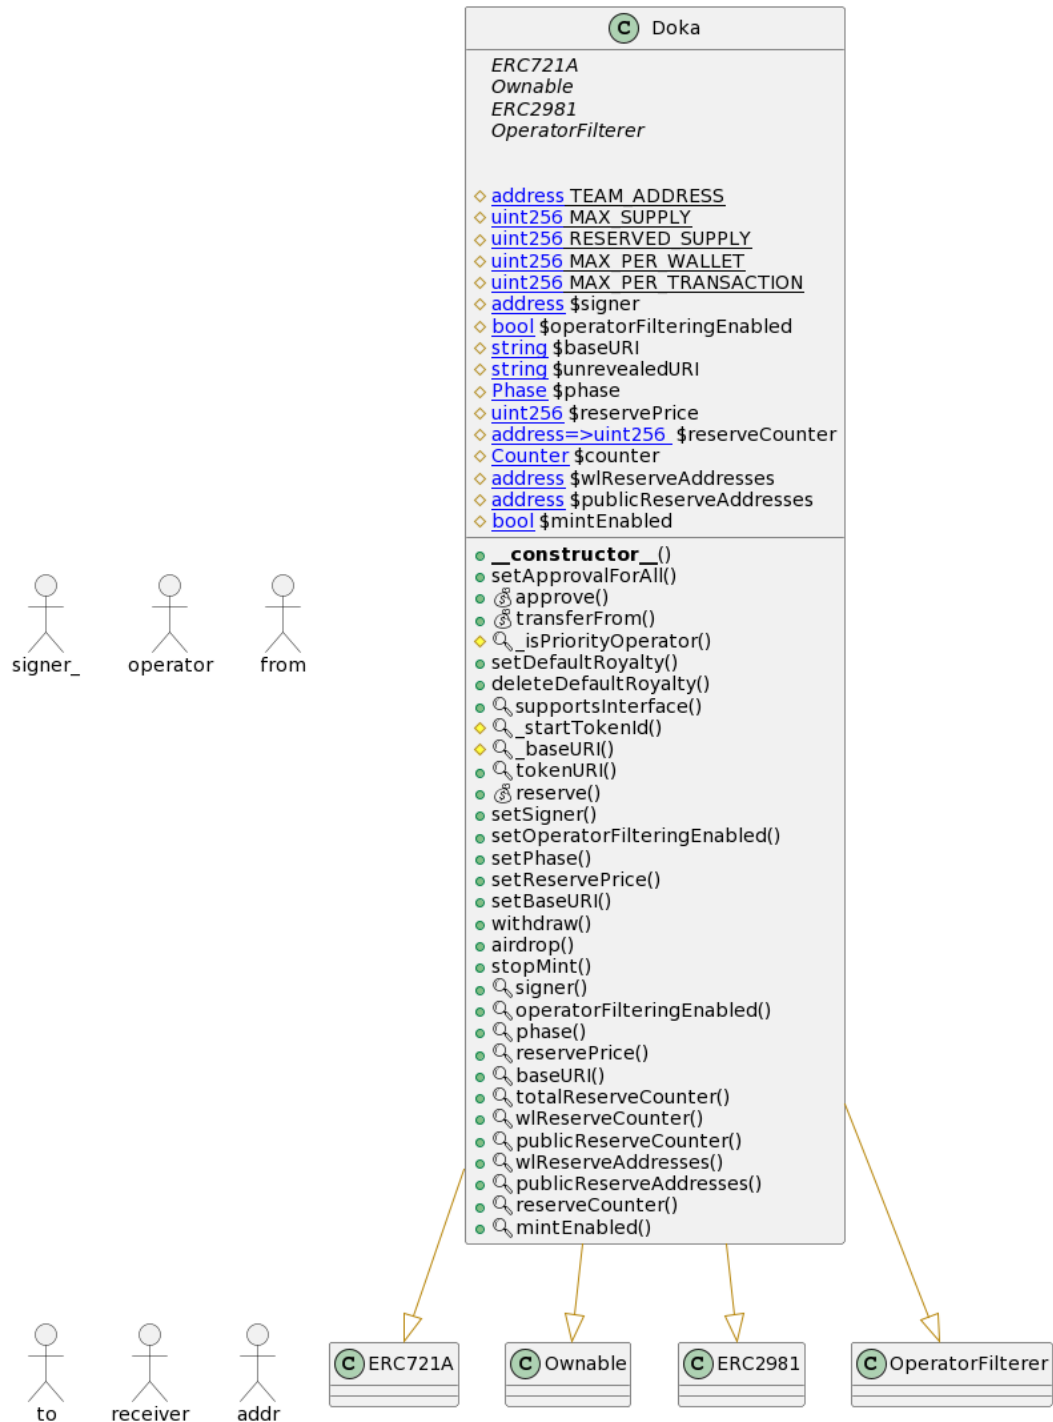 C Doka
ERC721A
Ownable
ERC2981
OperatorFilterer
address TEAM_ADDRESS
uint256 MAX_SUPPLY
uint256 RESERVED_SUPPLY
uint256 MAX_PER_WALLET
uint256 MAX_PER_TRANSACTION
address $signer
bool $operatorFilteringEnabled
string $baseURI
string $unrevealedURI
Phase $phase
uint256 $reservePrice
address=>uint256 $reserveCounter
Counter $counter
address $wlReserveAddresses
address $publicReserveAddresses
bool $mintEnabled
__constructor__()
setApprovalForAll()
approve()
transferFrom()
_isPriorityOperator()
setDefaultRoyalty()
deleteDefaultRoyalty()
supportsInterface()
_startTokenId()
_baseURI()
tokenURI()
reserve()
setSigner()
setOperatorFilteringEnabled()
setPhase()
setReservePrice()
setBaseURI()
withdraw()
airdrop()
stopMint()
signer()
operatorFilteringEnabled()
phase()
reservePrice()
baseURI()
totalReserveCounter()
wlReserveCounter()
publicReserveCounter()
wlReserveAddresses()
publicReserveAddresses()
reserveCounter()
mintEnabled()
signer_ operator from
to receiver addr
C ERC721A
C Ownable
C ERC2981
C OperatorFilterer